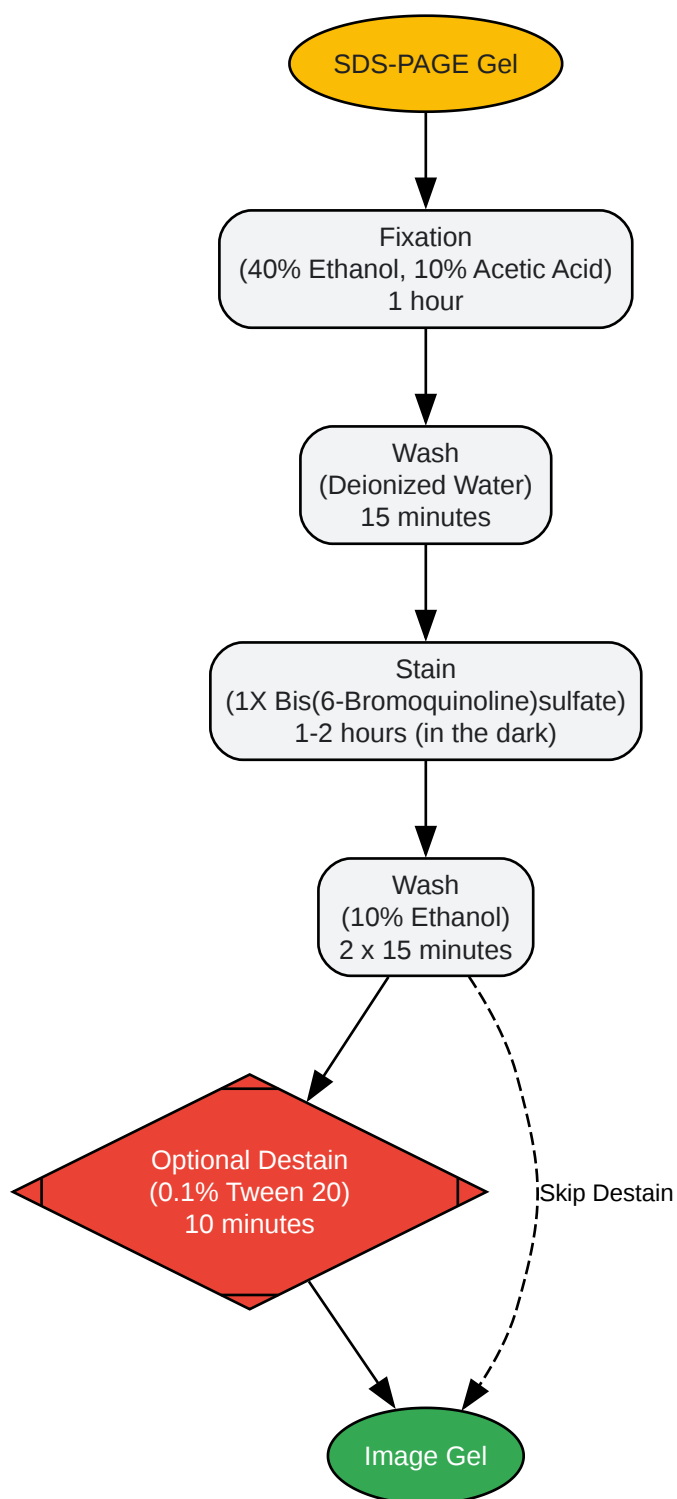 SDS-PAGE Gel
Fixation
(40% Ethanol, 10% Acetic Acid)
1 hour
Wash
(Deionized Water)
15 minutes
Stain
(1X Bis(6-Bromoquinoline)sulfate)
1-2 hours (in the dark)
Wash
(10% Ethanol)
2 x 15 minutes
Optional Destain
(0.1% Tween 20)
10 minutes
Skip Destain
Image Gel